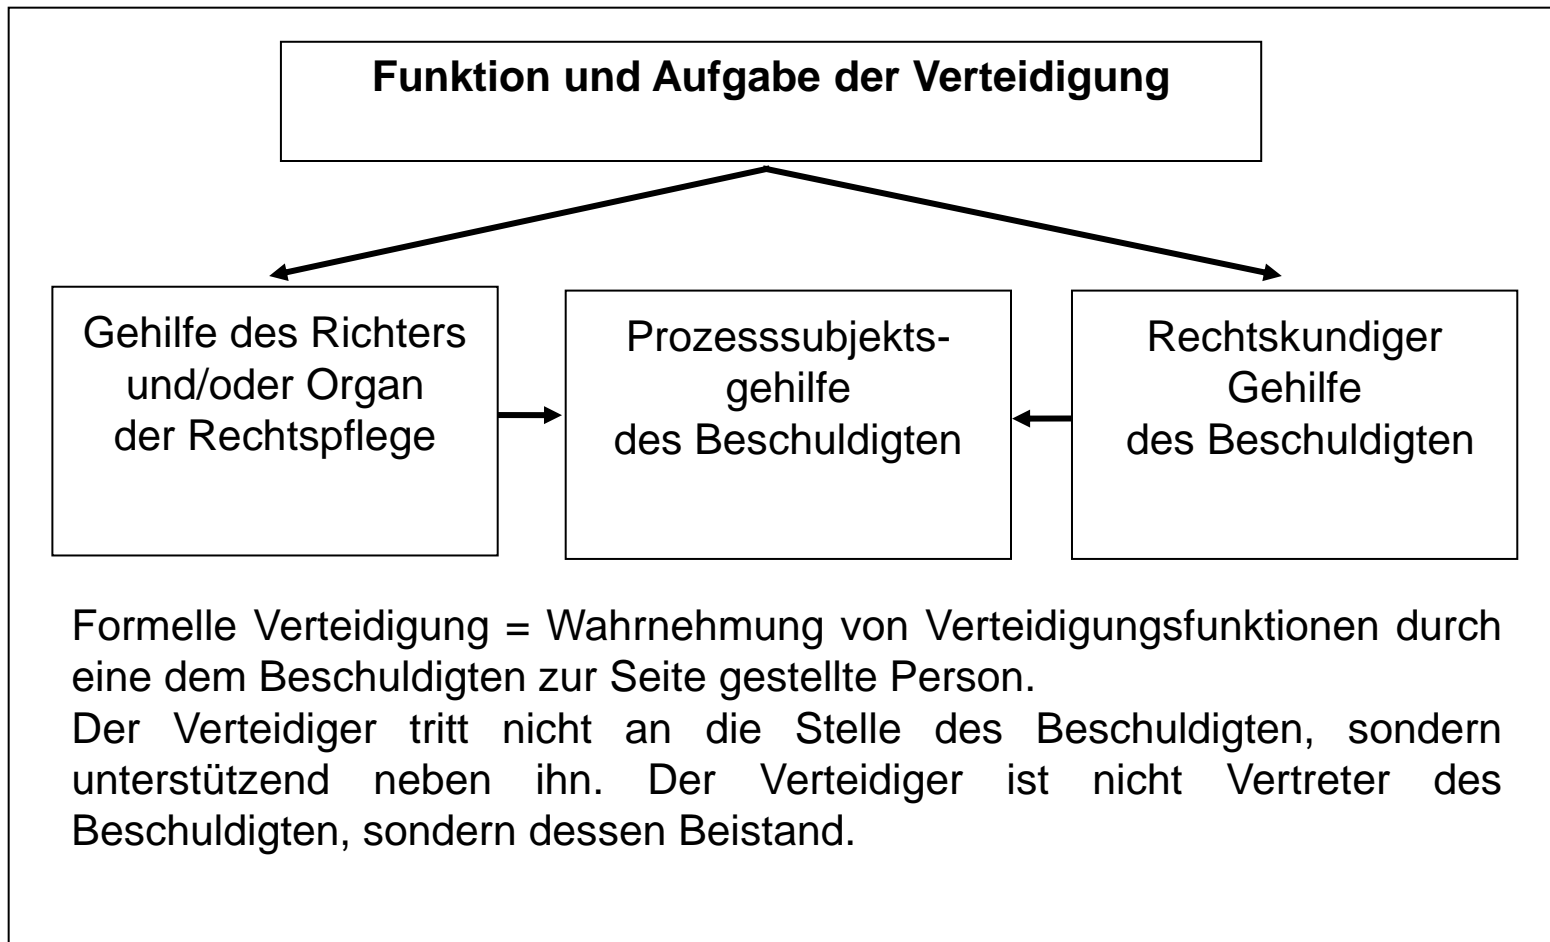 Funktion und Aufgabe der Verteidigung
Gehilfe des Richters
und/oder Organ
der Rechtspflege
Prozesssubjekts-
gehilfe
des Beschuldigten
Rechtskundiger
Gehilfe
des Beschuldigten
Formelle Verteidigung = Wahrnehmung von Verteidigungsfunktionen durch
eine dem Beschuldigten zur Seite gestellte Person.
Der Verteidiger tritt nicht an die Stelle des Beschuldigten, sondern
unterstützend neben ihn. Der Verteidiger ist nicht Vertreter des
Beschuldigten, sondern dessen Beistand.